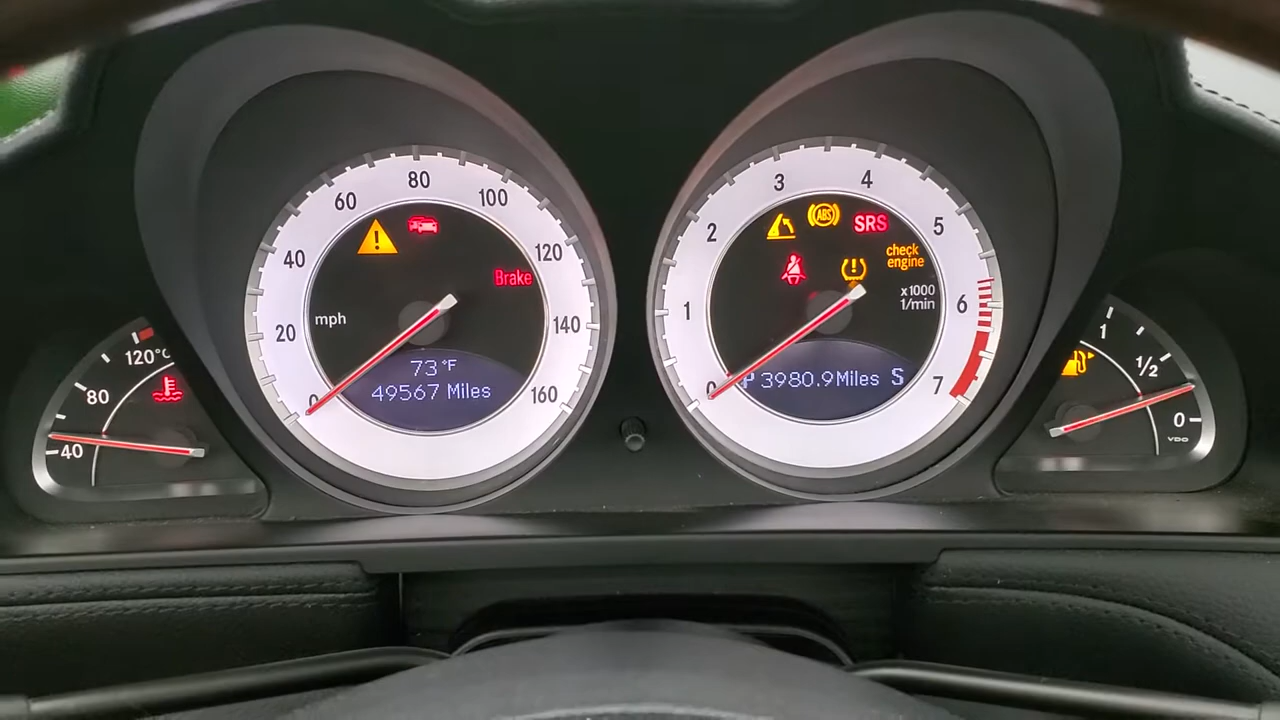 120°C
80
40
20
40
60
80
100
120
140
160
0
mph
Brake
73°F
49567 Miles
0
1
2
3
4
5
6
7
ABS
SRS
check
engine
x1000
1/min
P 3980.9 Miles S
1
1/2
0
VDO